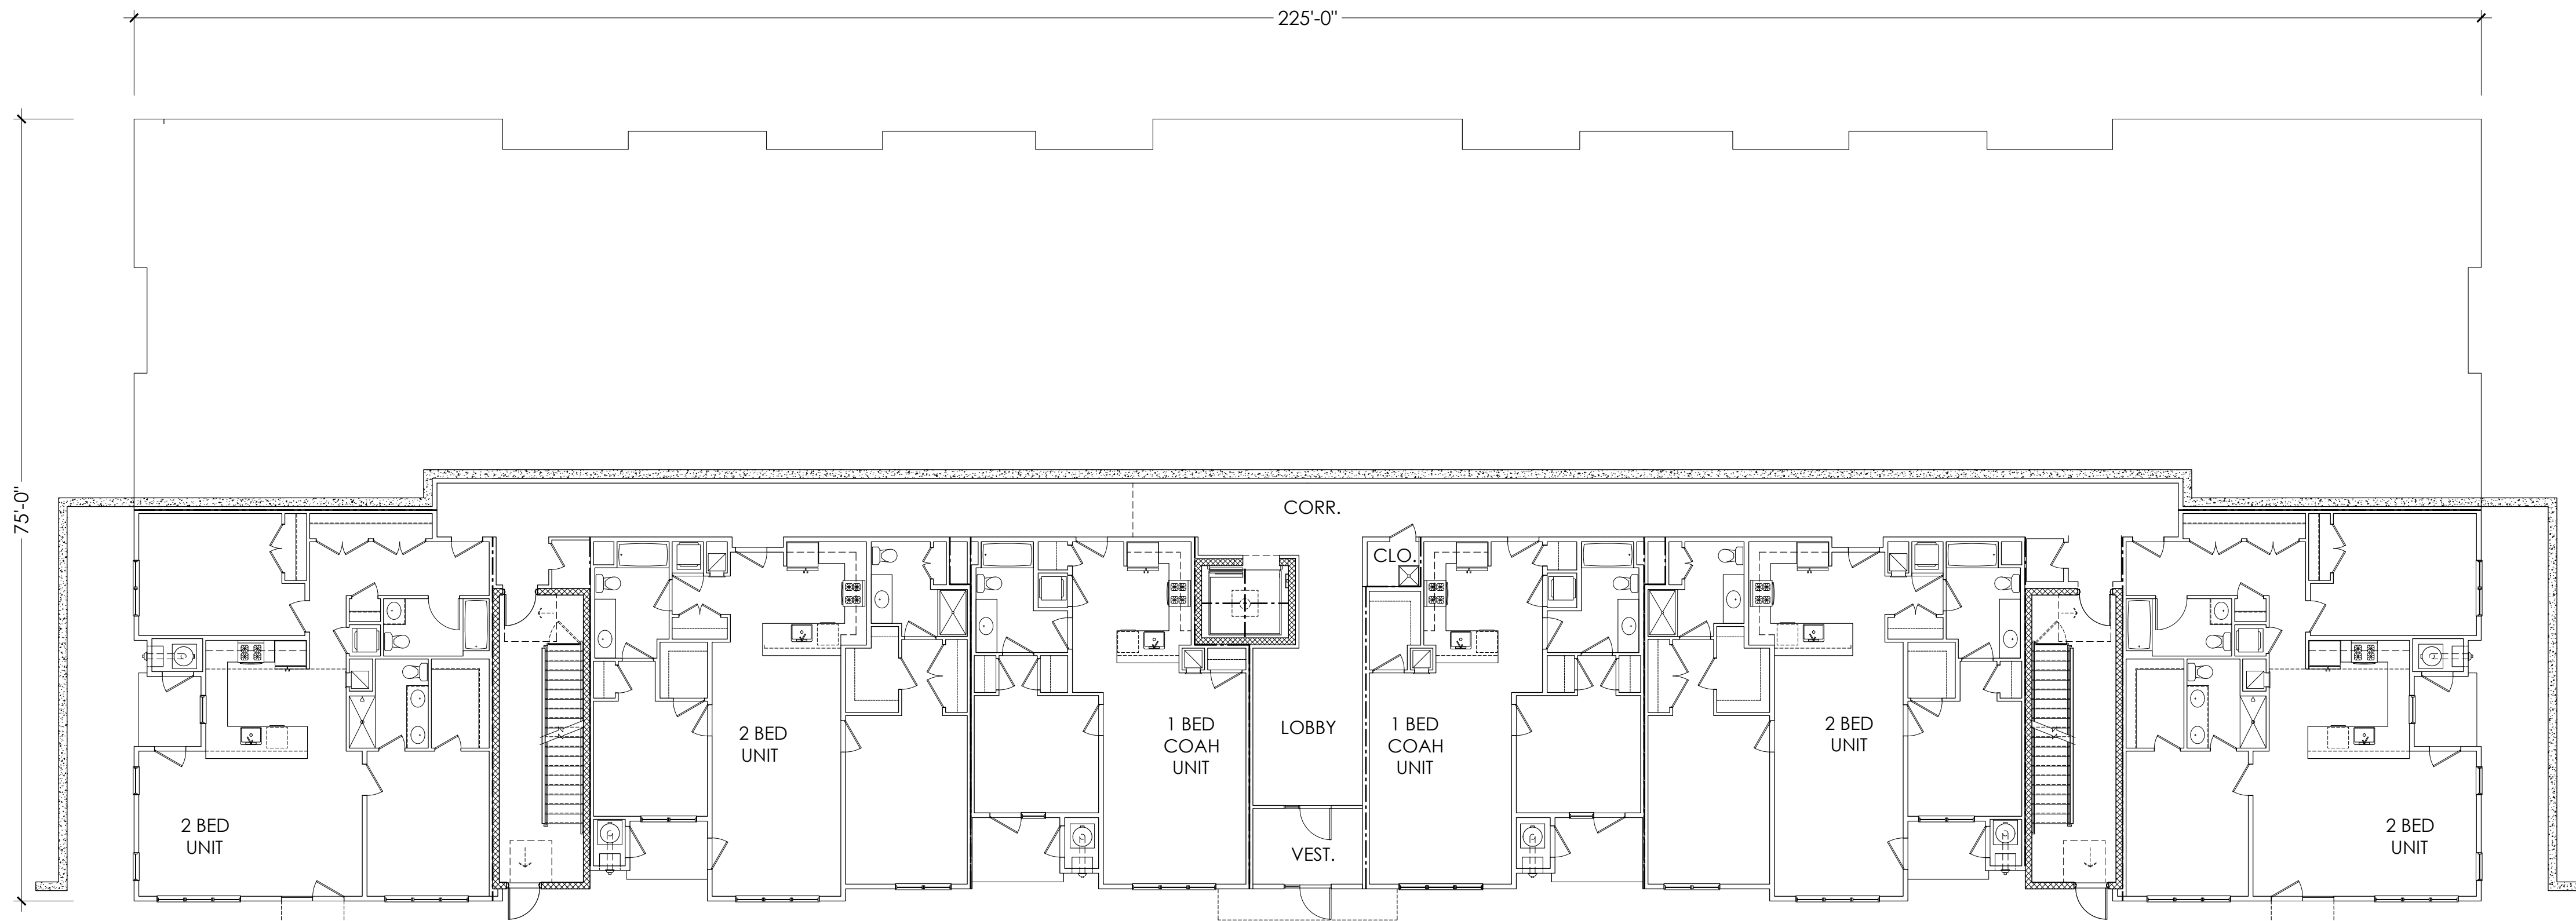 225'-0"
75'-0"
CORR.
CLO.
2 BED
UNIT
2 BED
UNIT
1 BED
COAH
UNIT
LOBBY
VEST.
1 BED
COAH
UNIT
2 BED
UNIT
2 BED
UNIT